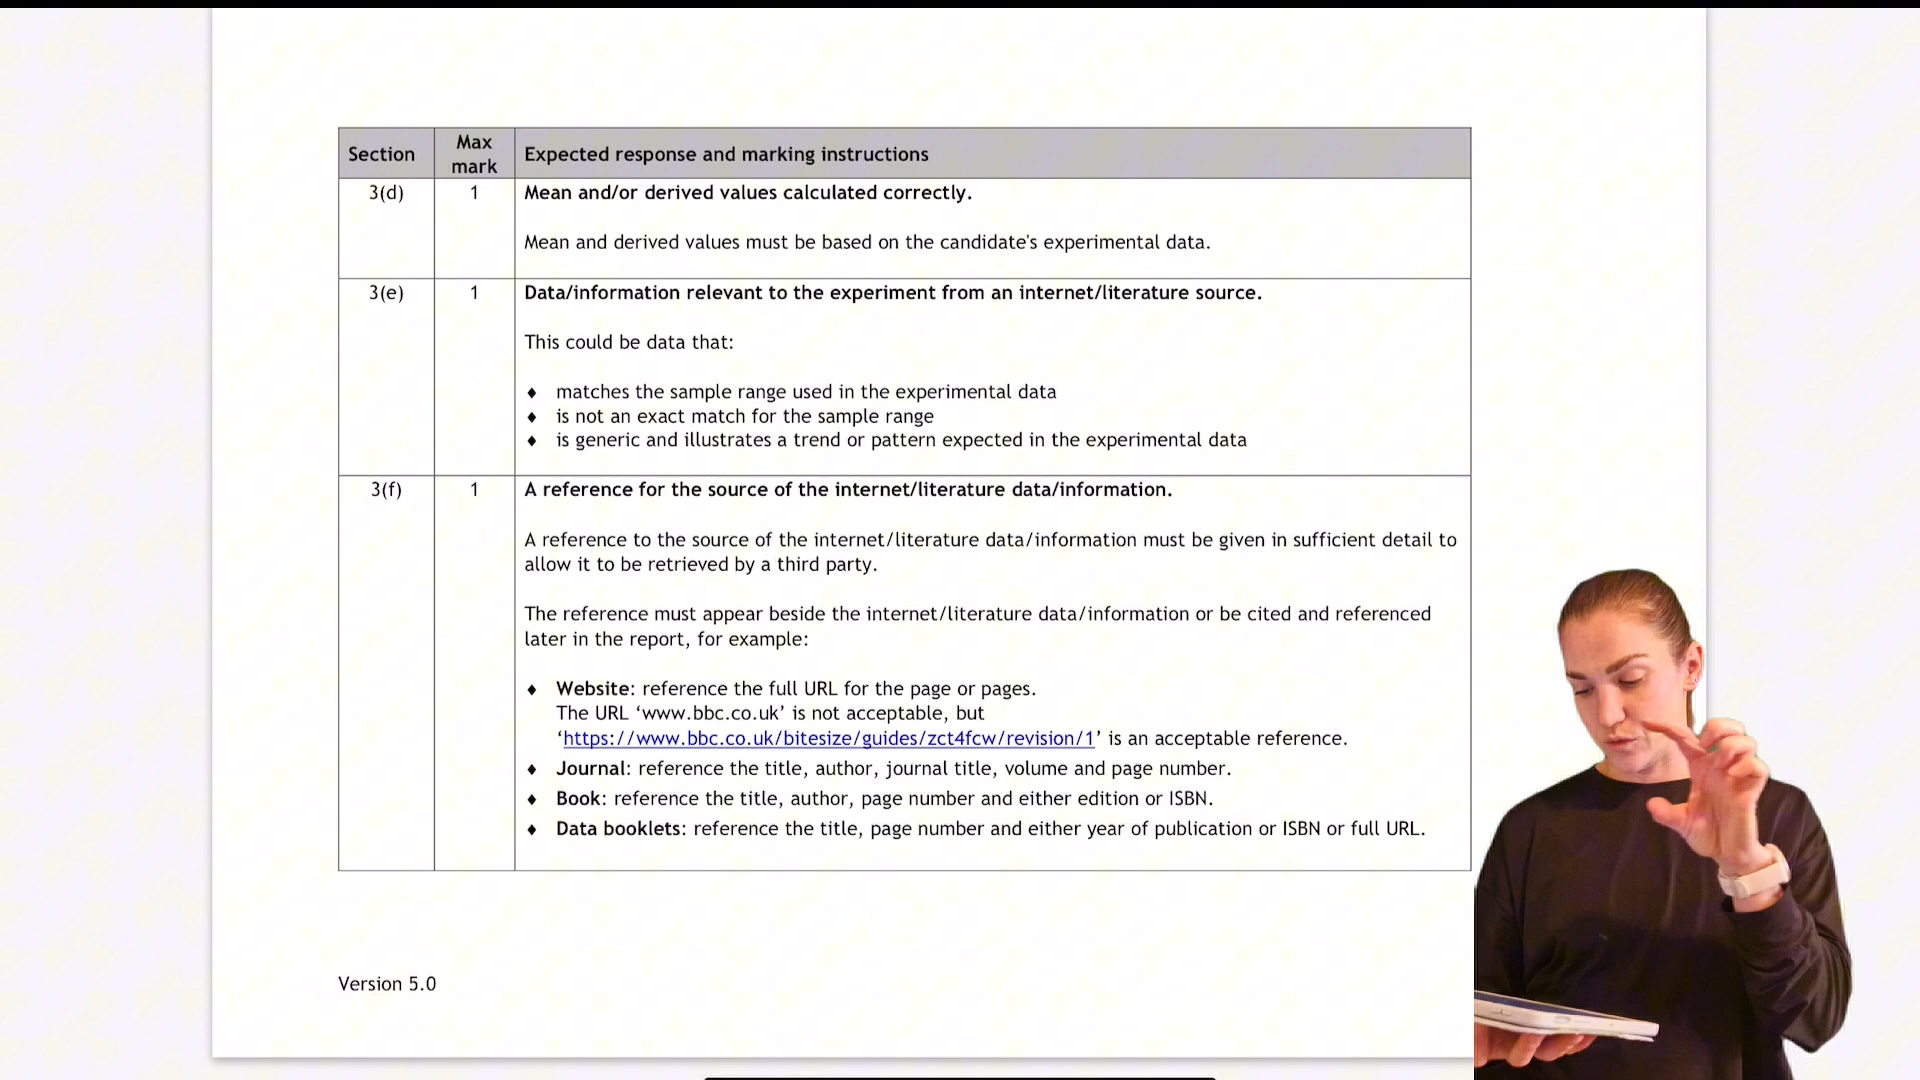 Section
Max
mark
Expected response and marking instructions
3(d)
1
Mean and/or derived values calculated correctly.
Mean and derived values must be based on the candidate's experimental data.
3(e)
1
Data/information relevant to the experiment from an internet/literature source.
This could be data that:
♦ matches the sample range used in the experimental data
♦ is not an exact match for the sample range
♦ is generic and illustrates a trend or pattern expected in the experimental data
3(f)
1
A reference for the source of the internet/literature data/information.
A reference to the source of the internet/literature data/information must be given in sufficient detail to
allow it to be retrieved by a third party.
The reference must appear beside the internet/literature data/information or be cited and referenced
later in the report, for example:
♦ Website: reference the full URL for the page or pages.
The URL ‘www.bbc.co.uk’ is not acceptable, but
‘https://www.bbc.co.uk/bitesize/guides/zct4fcw/revision/1’ is an acceptable reference.
♦ Journal: reference the title, author, journal title, volume and page number.
♦ Book: reference the title, author, page number and either edition or ISBN.
♦ Data booklets: reference the title, page number and either year of publication or ISBN or full URL.
Version 5.0